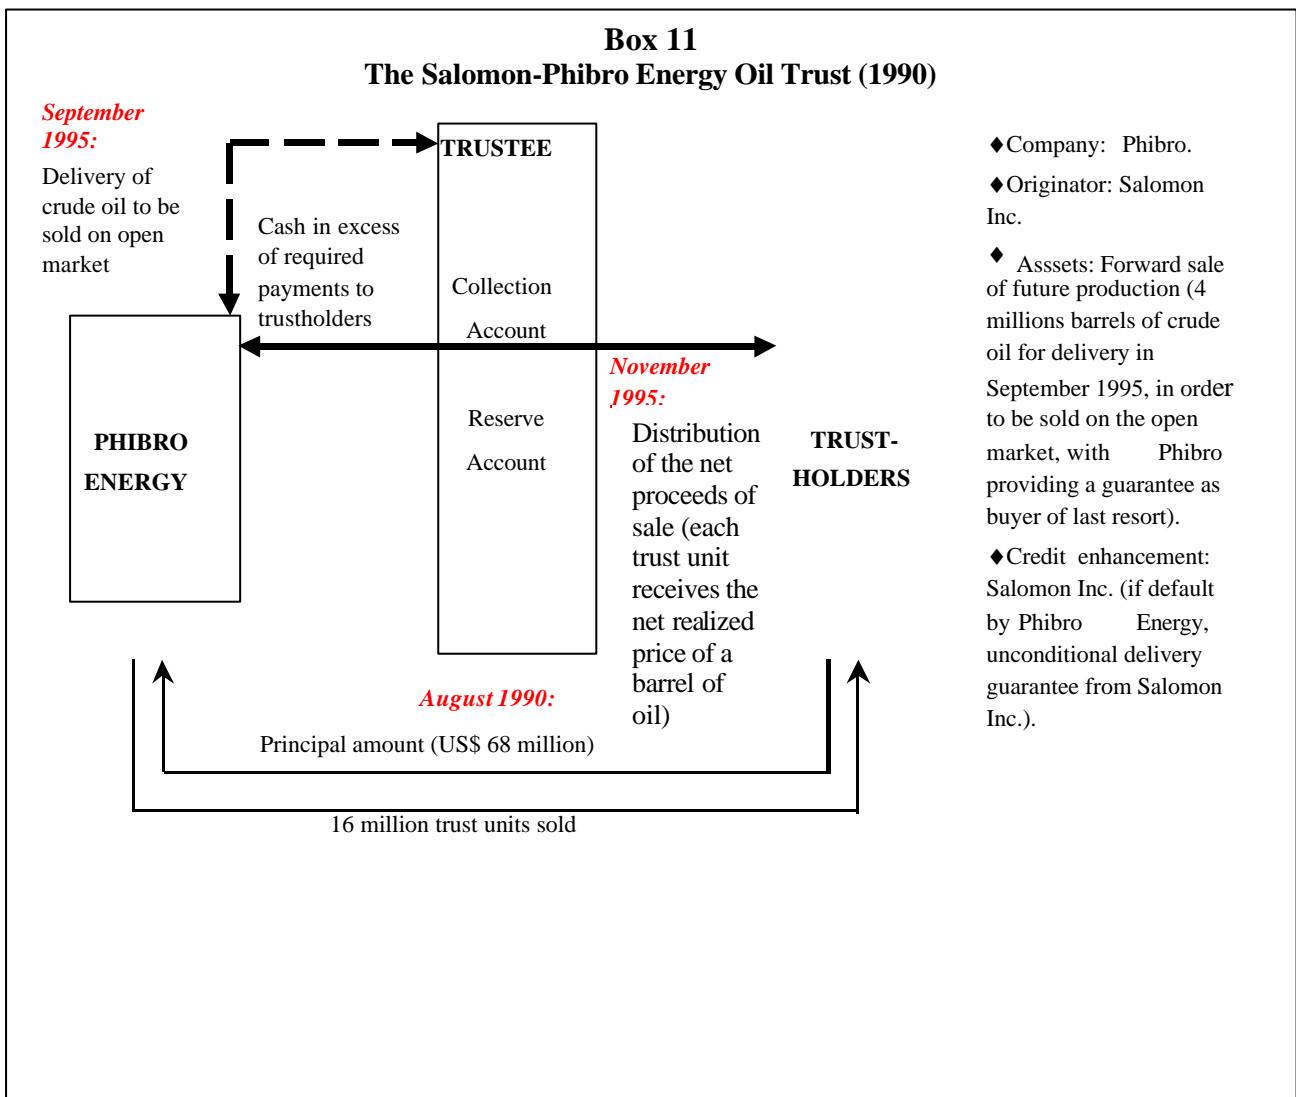 Box 11
The Salomon-Phibro Energy Oil Trust (1990)
September
1995:
Delivery of
crude oil to be
sold on open
market
Cash in excess
of required
payments to
trustholders
TRUSTEE
Collection
Account
Reserve
Account
PHIBRO
ENERGY
November
1995:
Distribution
of the net
proceeds of
sale (each
trust unit
receives the
net realized
price of a
barrel of
oil)
TRUST-
HOLDERS
August 1990:
Principal amount (US$ 68 million)
16 million trust units sold
♦Company: Phibro.
♦Originator: Salomon
Inc.
♦ Asssets: Forward sale
of future production (4
millions barrels of crude
oil for delivery in
September 1995, in order
to be sold on the open
market, with Phibro
providing a guarantee as
buyer of last resort).
♦Credit enhancement:
Salomon Inc. (if default
by Phibro Energy,
unconditional delivery
guarantee from Salomon
Inc.).